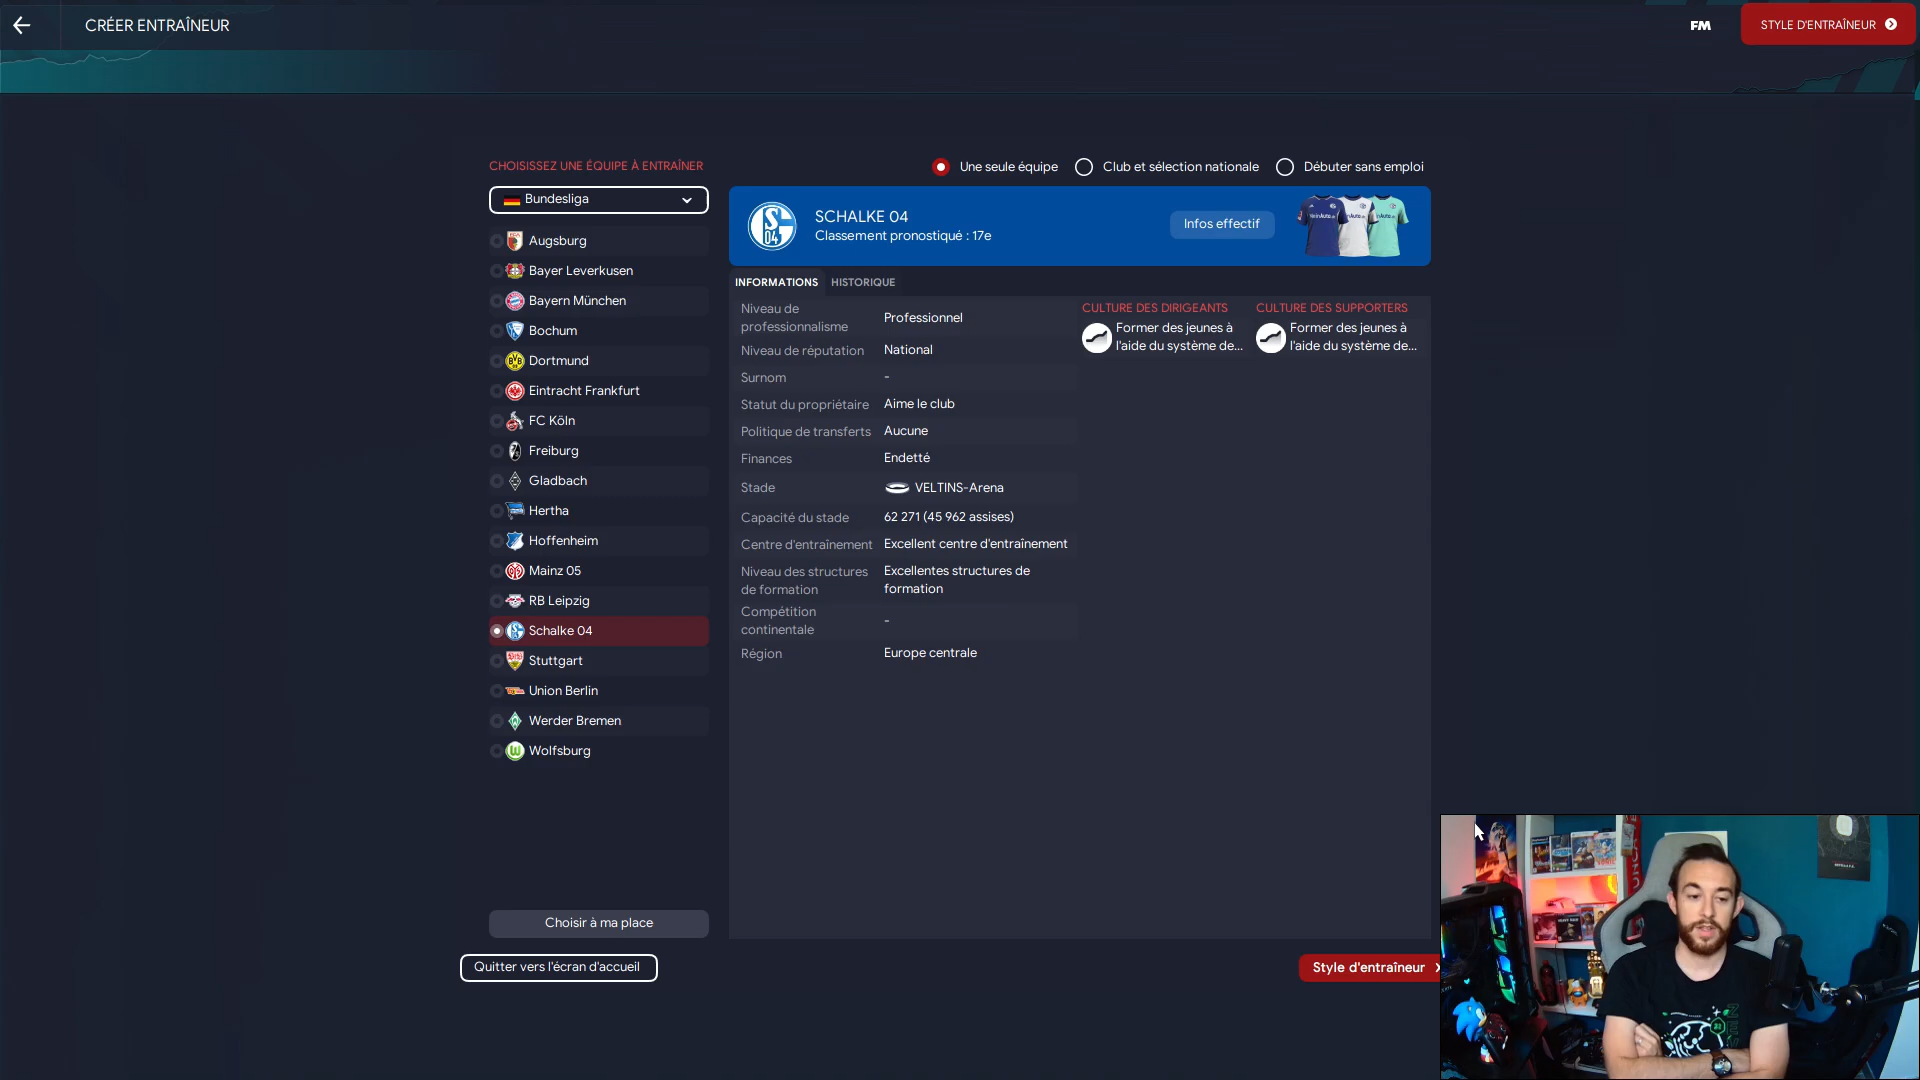 CRÉER ENTRAÎNEUR
FM
STYLE D'ENTRAÎNEUR
CHOISISSEZ UNE ÉQUIPE À ENTRAÎNER
Une seule équipe
Club et sélection nationale
Débuter sans emploi
Bundesliga
Augsburg
Bayer Leverkusen
Bayern München
Bochum
Dortmund
Eintracht Frankfurt
FC Köln
Freiburg
Gladbach
Hertha
Hoffenheim
Mainz 05
RB Leipzig
Schalke 04
Stuttgart
Union Berlin
Werder Bremen
Wolfsburg
Choisir à ma place
Quitter vers l'écran d'accueil
SCHALKE 04
Classement pronostiqué : 17e
Infos effectif
INFORMATIONS
HISTORIQUE
Niveau de professionnalisme
Professionnel
Niveau de réputation
National
Surnom
-
Statut du propriétaire
Aime le club
Politique de transferts
Aucune
Finances
Endetté
Stade
VELTINS-Arena
Capacité du stade
62 271 (45 962 assises)
Centre d'entraînement
Excellent centre d'entraînement
Niveau des structures de formation
Excellentes structures de formation
Compétition continentale
-
Région
Europe centrale
CULTURE DES DIRIGEANTS
Former des jeunes à
l'aide du système de...
CULTURE DES SUPPORTERS
Former des jeunes à
l'aide du système de...
Style d'entraîneur